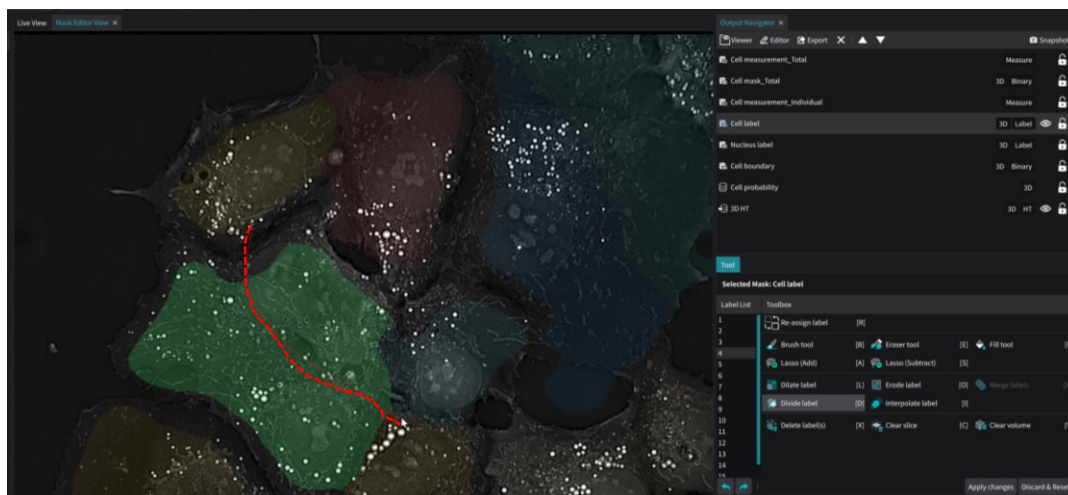 Live View Mask Editor View ×
Output Navigator ×
Viewer Editor Export Snapshot
Cell measurement_Total Measure
Cell mask_Total 3D Binary
Cell measurement_Individual Measure
Cell label 3D Label
Nucleus label 3D Label
Cell boundary 3D Binary
Cell probability 3D
3D HT 3D HT
Tool
Selected Mask: Cell label
Label List Toolbox
1
2
3
4
5
6
7
8
9
10
11
12
13
14
15
Re-assign label [R]
Brush tool [B] Eraser tool [E] Fill tool
Lasso (Add) [A] Lasso (Subtract) [S]
Dilate label [L] Erode label [O] Merge labels
Divide label [D] Interpolate label [I]
Delete label(s) [X] Clear slice [C] Clear volume
Apply changes Discard & Rese